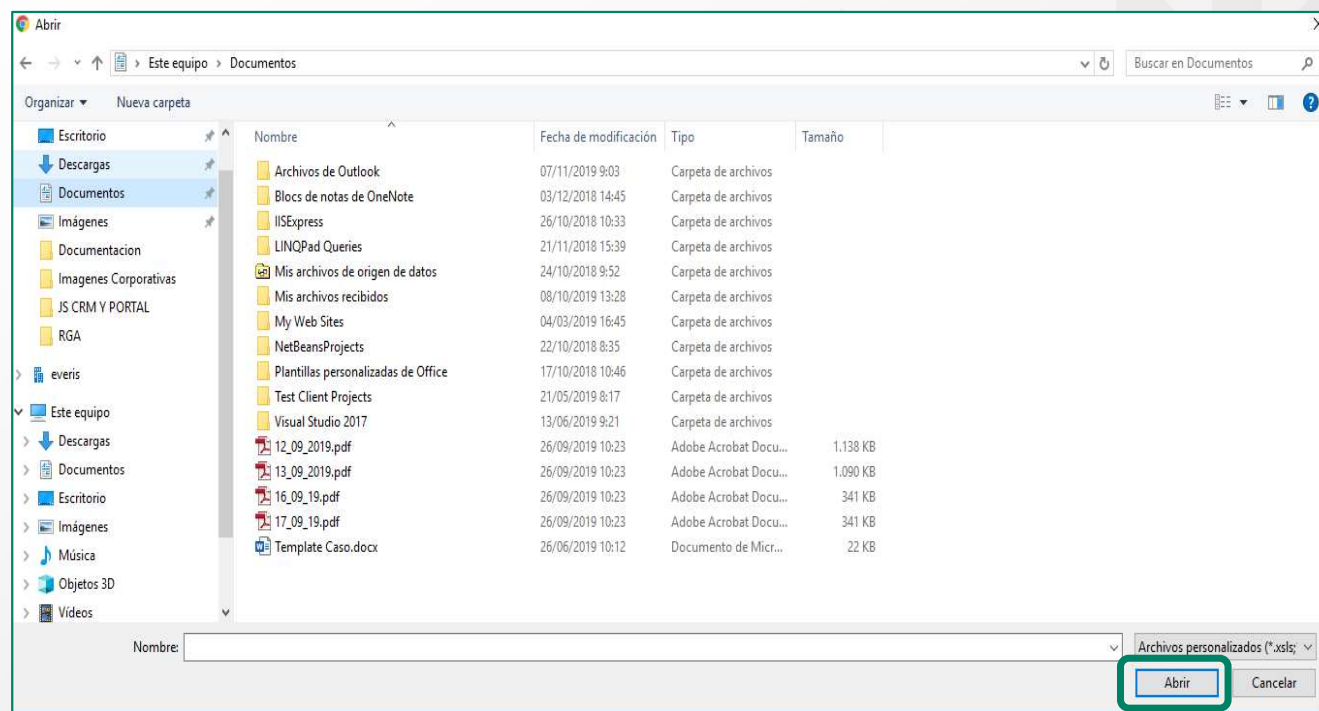 Abrir
Este equipo › Documentos
Buscar en Documentos
Organizar
Nueva carpeta
Escritorio
Descargas
Documentos
Imágenes
Documentacion
Imagenes Corporativas
JS CRM Y PORTAL
RGA
everis
Este equipo
Descargas
Documentos
Escritorio
Imágenes
Música
Objetos 3D
Vídeos
Nombre Fecha de modificación Tipo Tamaño
Archivos de Outlook 07/11/2019 9:03 Carpeta de archivos
Blocs de notas de OneNote 03/12/2018 14:45 Carpeta de archivos
IISExpress 26/10/2018 10:33 Carpeta de archivos
LINQPad Queries 21/11/2018 15:39 Carpeta de archivos
Mis archivos de origen de datos 24/10/2018 9:52 Carpeta de archivos
Mis archivos recibidos 08/10/2019 13:28 Carpeta de archivos
My Web Sites 04/03/2019 16:45 Carpeta de archivos
NetBeansProjects 22/10/2018 8:35 Carpeta de archivos
Plantillas personalizadas de Office 17/10/2018 10:46 Carpeta de archivos
Test Client Projects 21/05/2019 8:17 Carpeta de archivos
Visual Studio 2017 13/06/2019 9:21 Carpeta de archivos
12_09_2019.pdf 26/09/2019 10:23 Adobe Acrobat Docu... 1.138 KB
13_09_2019.pdf 26/09/2019 10:23 Adobe Acrobat Docu... 1.090 KB
16_09_19.pdf 26/09/2019 10:23 Adobe Acrobat Docu... 341 KB
17_09_19.pdf 26/09/2019 10:23 Adobe Acrobat Docu... 341 KB
Template Caso.docx 26/06/2019 10:12 Documento de Micr... 22 KB
Nombre:
Archivos personalizados (*.xsls;
Abrir
Cancelar